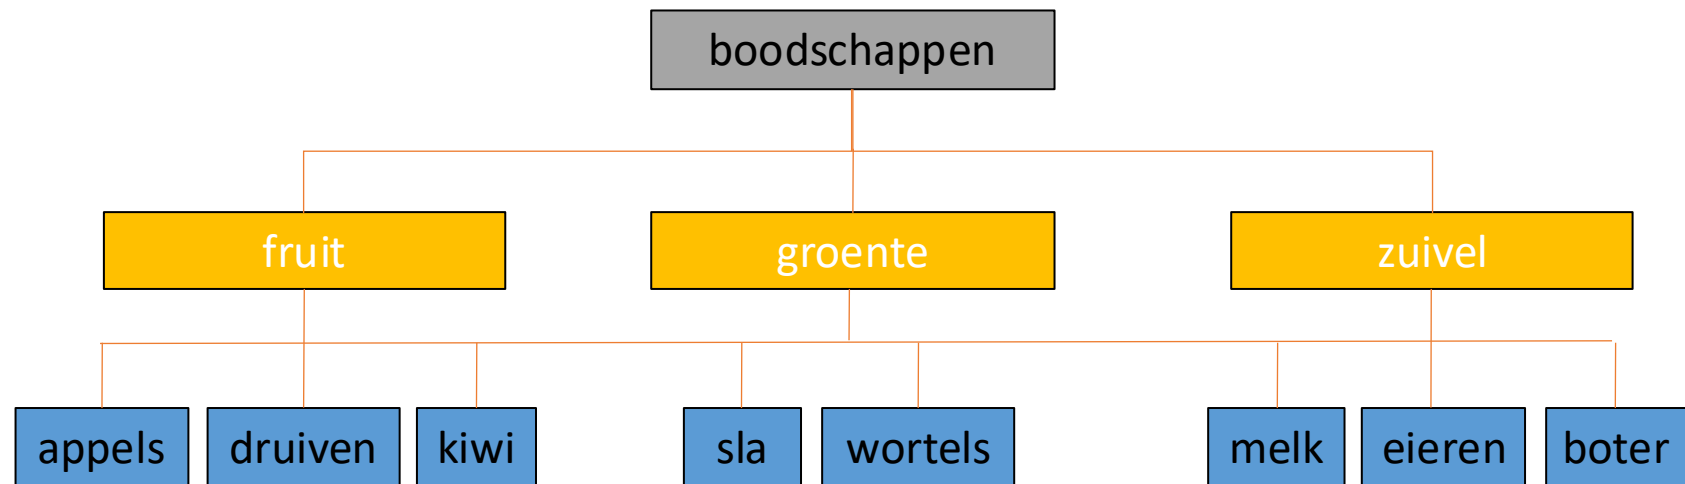 boodschappen
fruit
groente
zuivel
appels
druiven
kiwi
sla
wortels
melk
eieren
boter